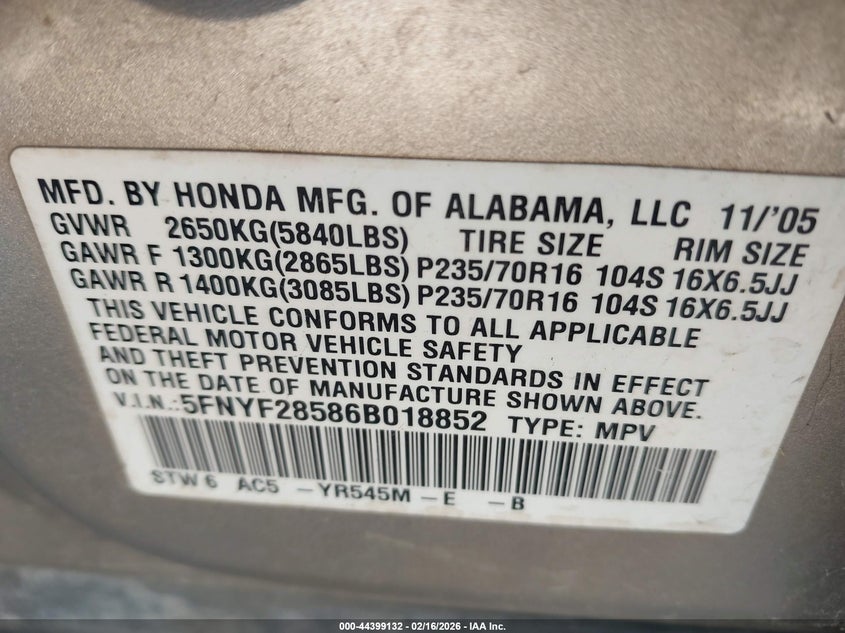 MFD. BY HONDA MFG. OF ALABAMA, LLC 11/'05
GVWR 2650KG(5840LBS) TIRE SIZE RIM SIZE
GAWR F 1300KG(2865LBS) P235/70R16 104S 16X6.5JJ
GAWR R 1400KG(3085LBS) P235/70R16 104S 16X6.5JJ
THIS VEHICLE CONFORMS TO ALL APPLICABLE
FEDERAL MOTOR VEHICLE SAFETY
AND THEFT PREVENTION STANDARDS IN EFFECT
ON THE DATE OF MANUFACTURE SHOWN ABOVE.
V.I.N.:5FNYF28586B018852 TYPE: MPV
STW 6 AC5 -YR545M -E -B
000-44399132 - 02/16/2026 - IAA Inc.